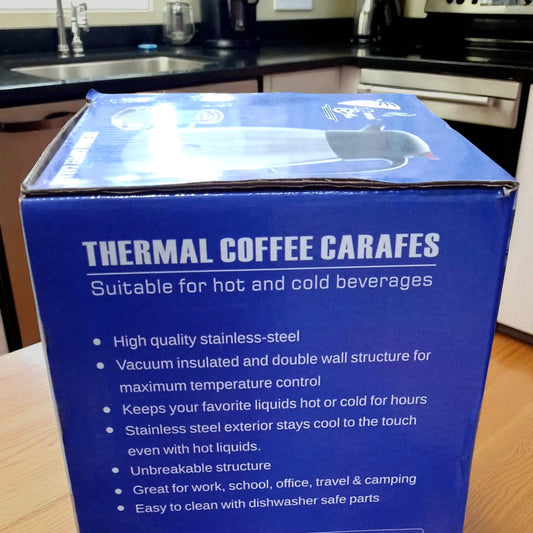 THERMAL COFFEE CARAFES
Suitable for hot and cold beverages
• High quality stainless-steel
• Vacuum insulated and double wall structure for
maximum temperature control
• Keeps your favorite liquids hot or cold for hours
• Stainless steel exterior stays cool to the touch
even with hot liquids.
• Unbreakable structure
• Great for work, school, office, travel & camping
• Easy to clean with dishwasher safe parts